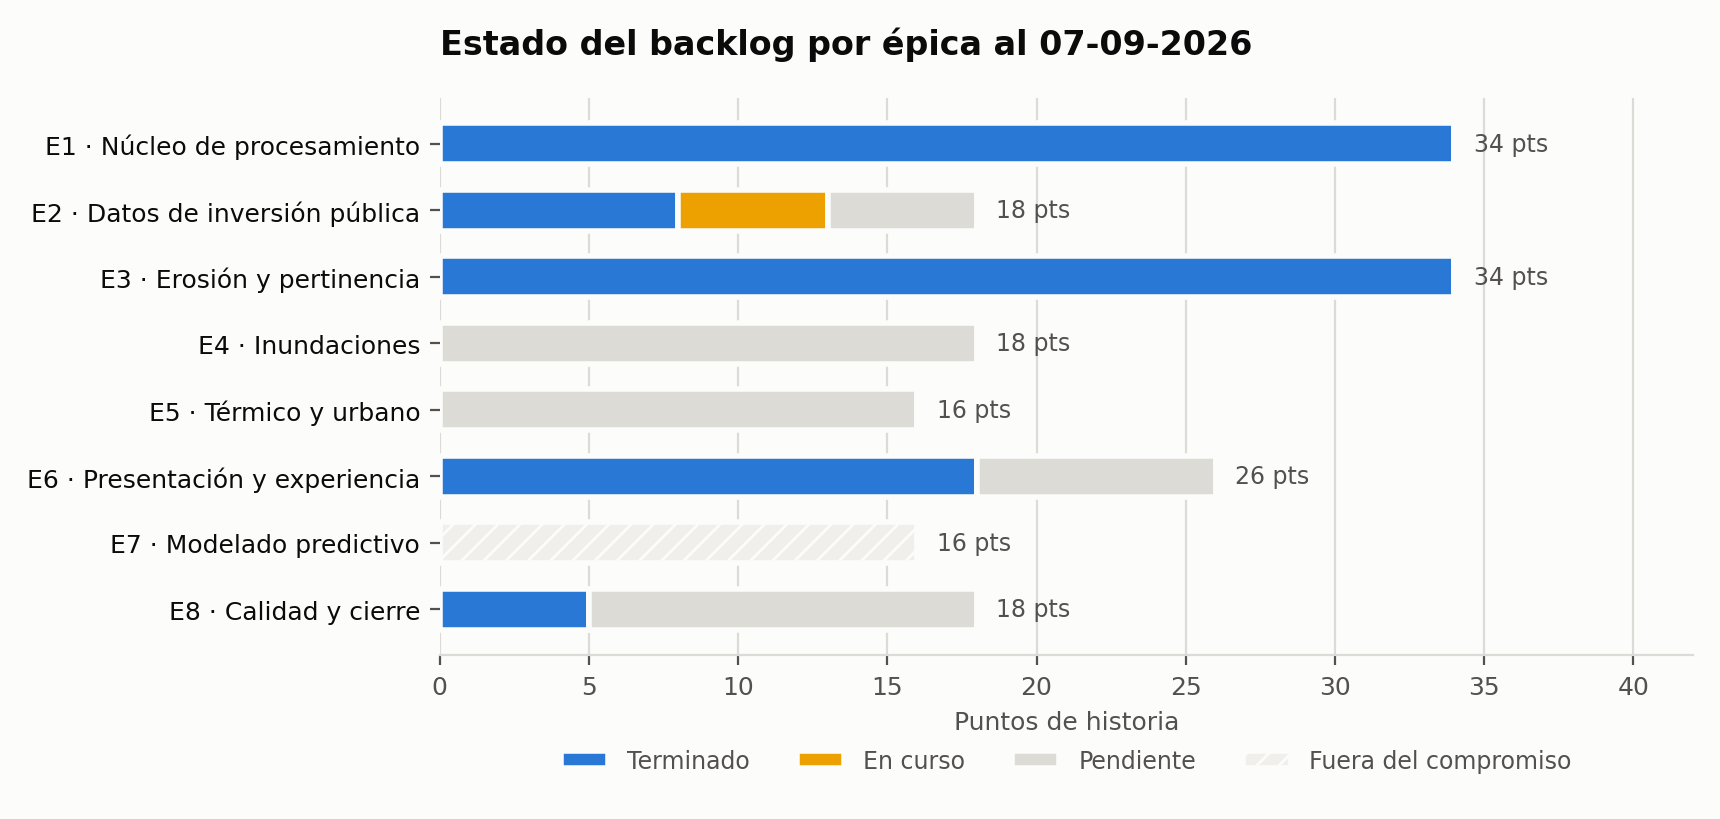 Estado del backlog por épica al 07-09-2026
E1 · Núcleo de procesamiento 34 pts
E2 · Datos de inversión pública 18 pts
E3 · Erosión y pertinencia 34 pts
E4 · Inundaciones 18 pts
E5 · Térmico y urbano 16 pts
E6 · Presentación y experiencia 26 pts
E7 · Modelado predictivo 16 pts
E8 · Calidad y cierre 18 pts
0 5 10 15 20 25 30 35 40
Puntos de historia
Terminado En curso Pendiente Fuera del compromiso